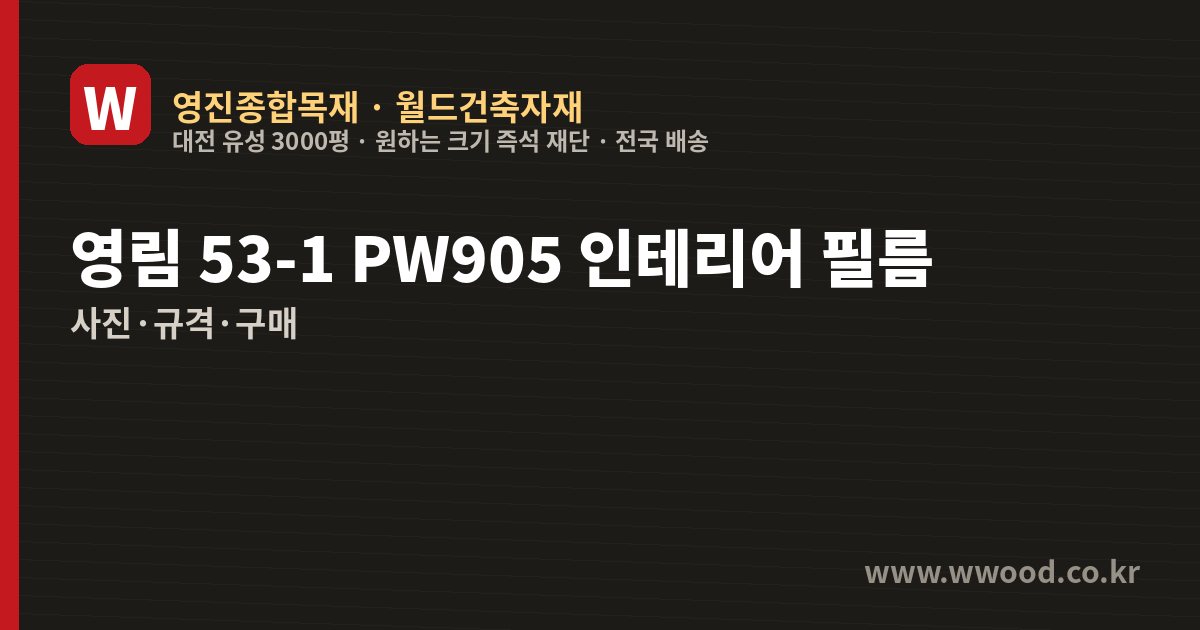 W
영진종합목재 · 월드건축자재
대전 유성 3000평 · 원하는 크기 즉석 재단 · 전국 배송
영림 53-1 PW905 인테리어 필름
사진·규격·구매
www.wwood.co.kr